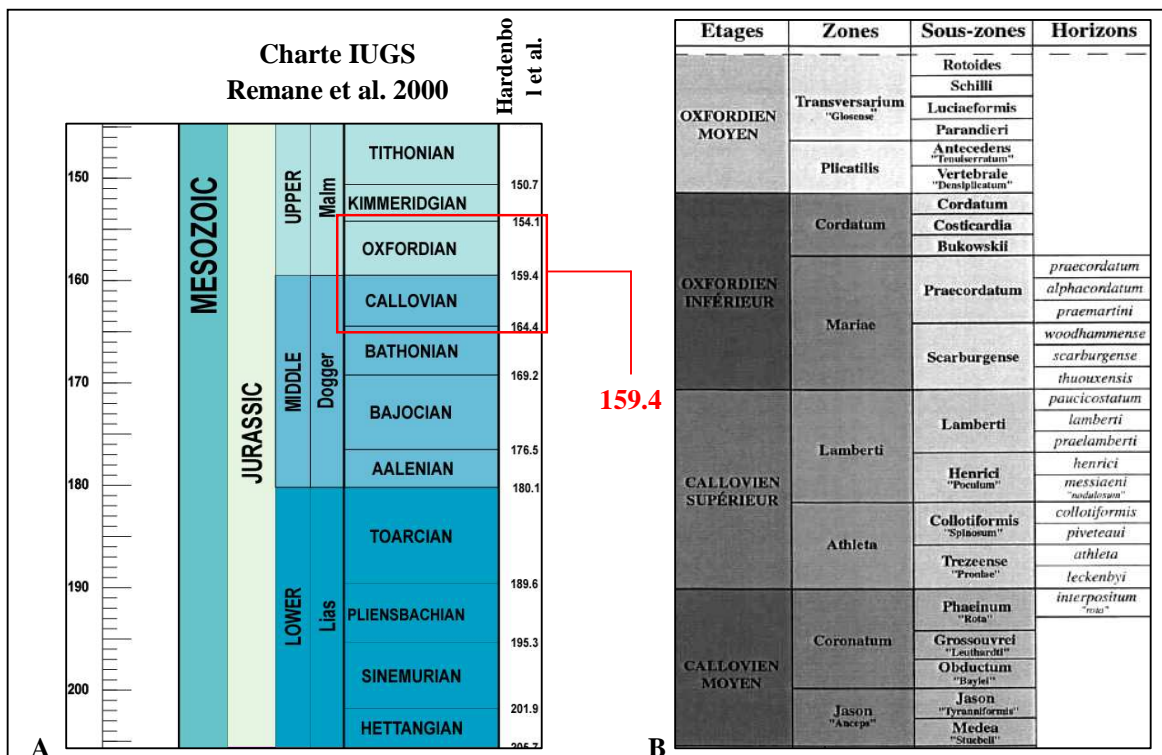 Charte IUGS
Remane et al. 2000
Hardenbo
l et al.
MESOZOIC
JURASSIC
UPPER
Malm
MIDDLE
Dogger
LOWER
Lias
TITHONIAN
150
150.7
KIMMERIDGIAN
154.1
OXFORDIAN
160
159.4
CALLOVIAN
164.4
BATHONIAN
170
169.2
BAJOCIAN
176.5
AALENIAN
180
180.1
TOARCIAN
190
189.6
PLIENSBACHIAN
195.3
SINEMURIAN
200
201.9
HETTANGIAN
205.7
159.4
A
Etages Zones Sous-zones Horizons
OXFORDIEN
MOYEN
Transversarium
"Glosense"
Rotoides
Schilli
Luciaeformis
Parandieri
Plicatilis
Antecedens
"Tenuiserratum"
Vertebrale
"Densiplicatum"
OXFORDIEN
INFÉRIEUR
Cordatum
Cordatum
Costicardia
Bukowskii
Mariae
Praecordatum
praecordatum
alphacordatum
praemartini
Scarburgense
woodhammense
scarburgense
thuouxensis
CALLOVIEN
SUPÉRIEUR
Lamberti
Lamberti
paucicostatum
lamberti
praelamberti
Henrici
"Poculum"
henrici
messiaeni
"nodulosum"
Athleta
Collotiformis
"Spinosum"
collotiformis
piveteaui
Trezeense
"Proniae"
athleta
leckenbyi
CALLOVIEN
MOYEN
Coronatum
Phaeinum
"Rota"
interpositum
"rota"
Grossouvrei
"Leuthardti"
Obductum
"Baylei"
Jason
"Anceps"
Jason
"Tyranniformis"
Medea
"Stuebeli"
B